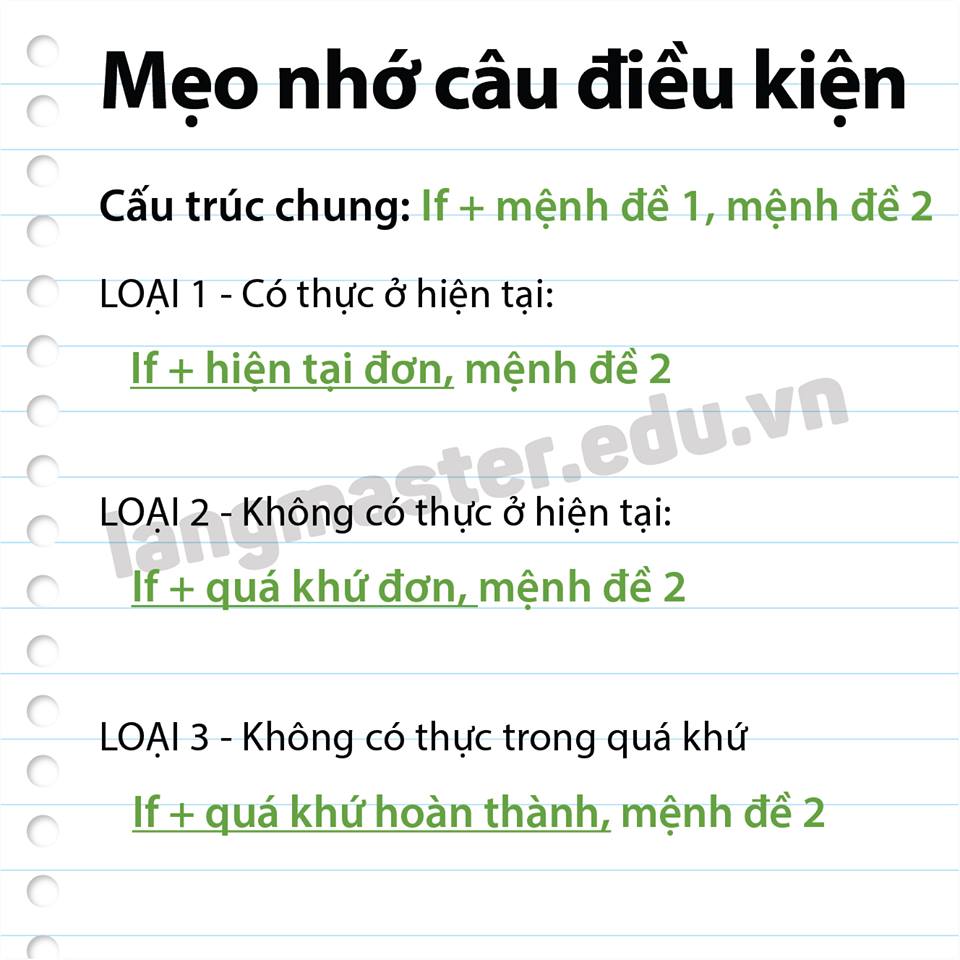 Mẹo nhớ câu điều kiện
Cấu trúc chung: If + mệnh đề 1, mệnh đề 2
LOẠI 1 - Có thực ở hiện tại:
If + hiện tại đơn, mệnh đề 2
langmaster.edu.vn
LOẠI 2 - Không có thực ở hiện tại:
If + quá khứ đơn, mệnh đề 2
LOẠI 3 - Không có thực trong quá khứ
If + quá khứ hoàn thành, mệnh đề 2